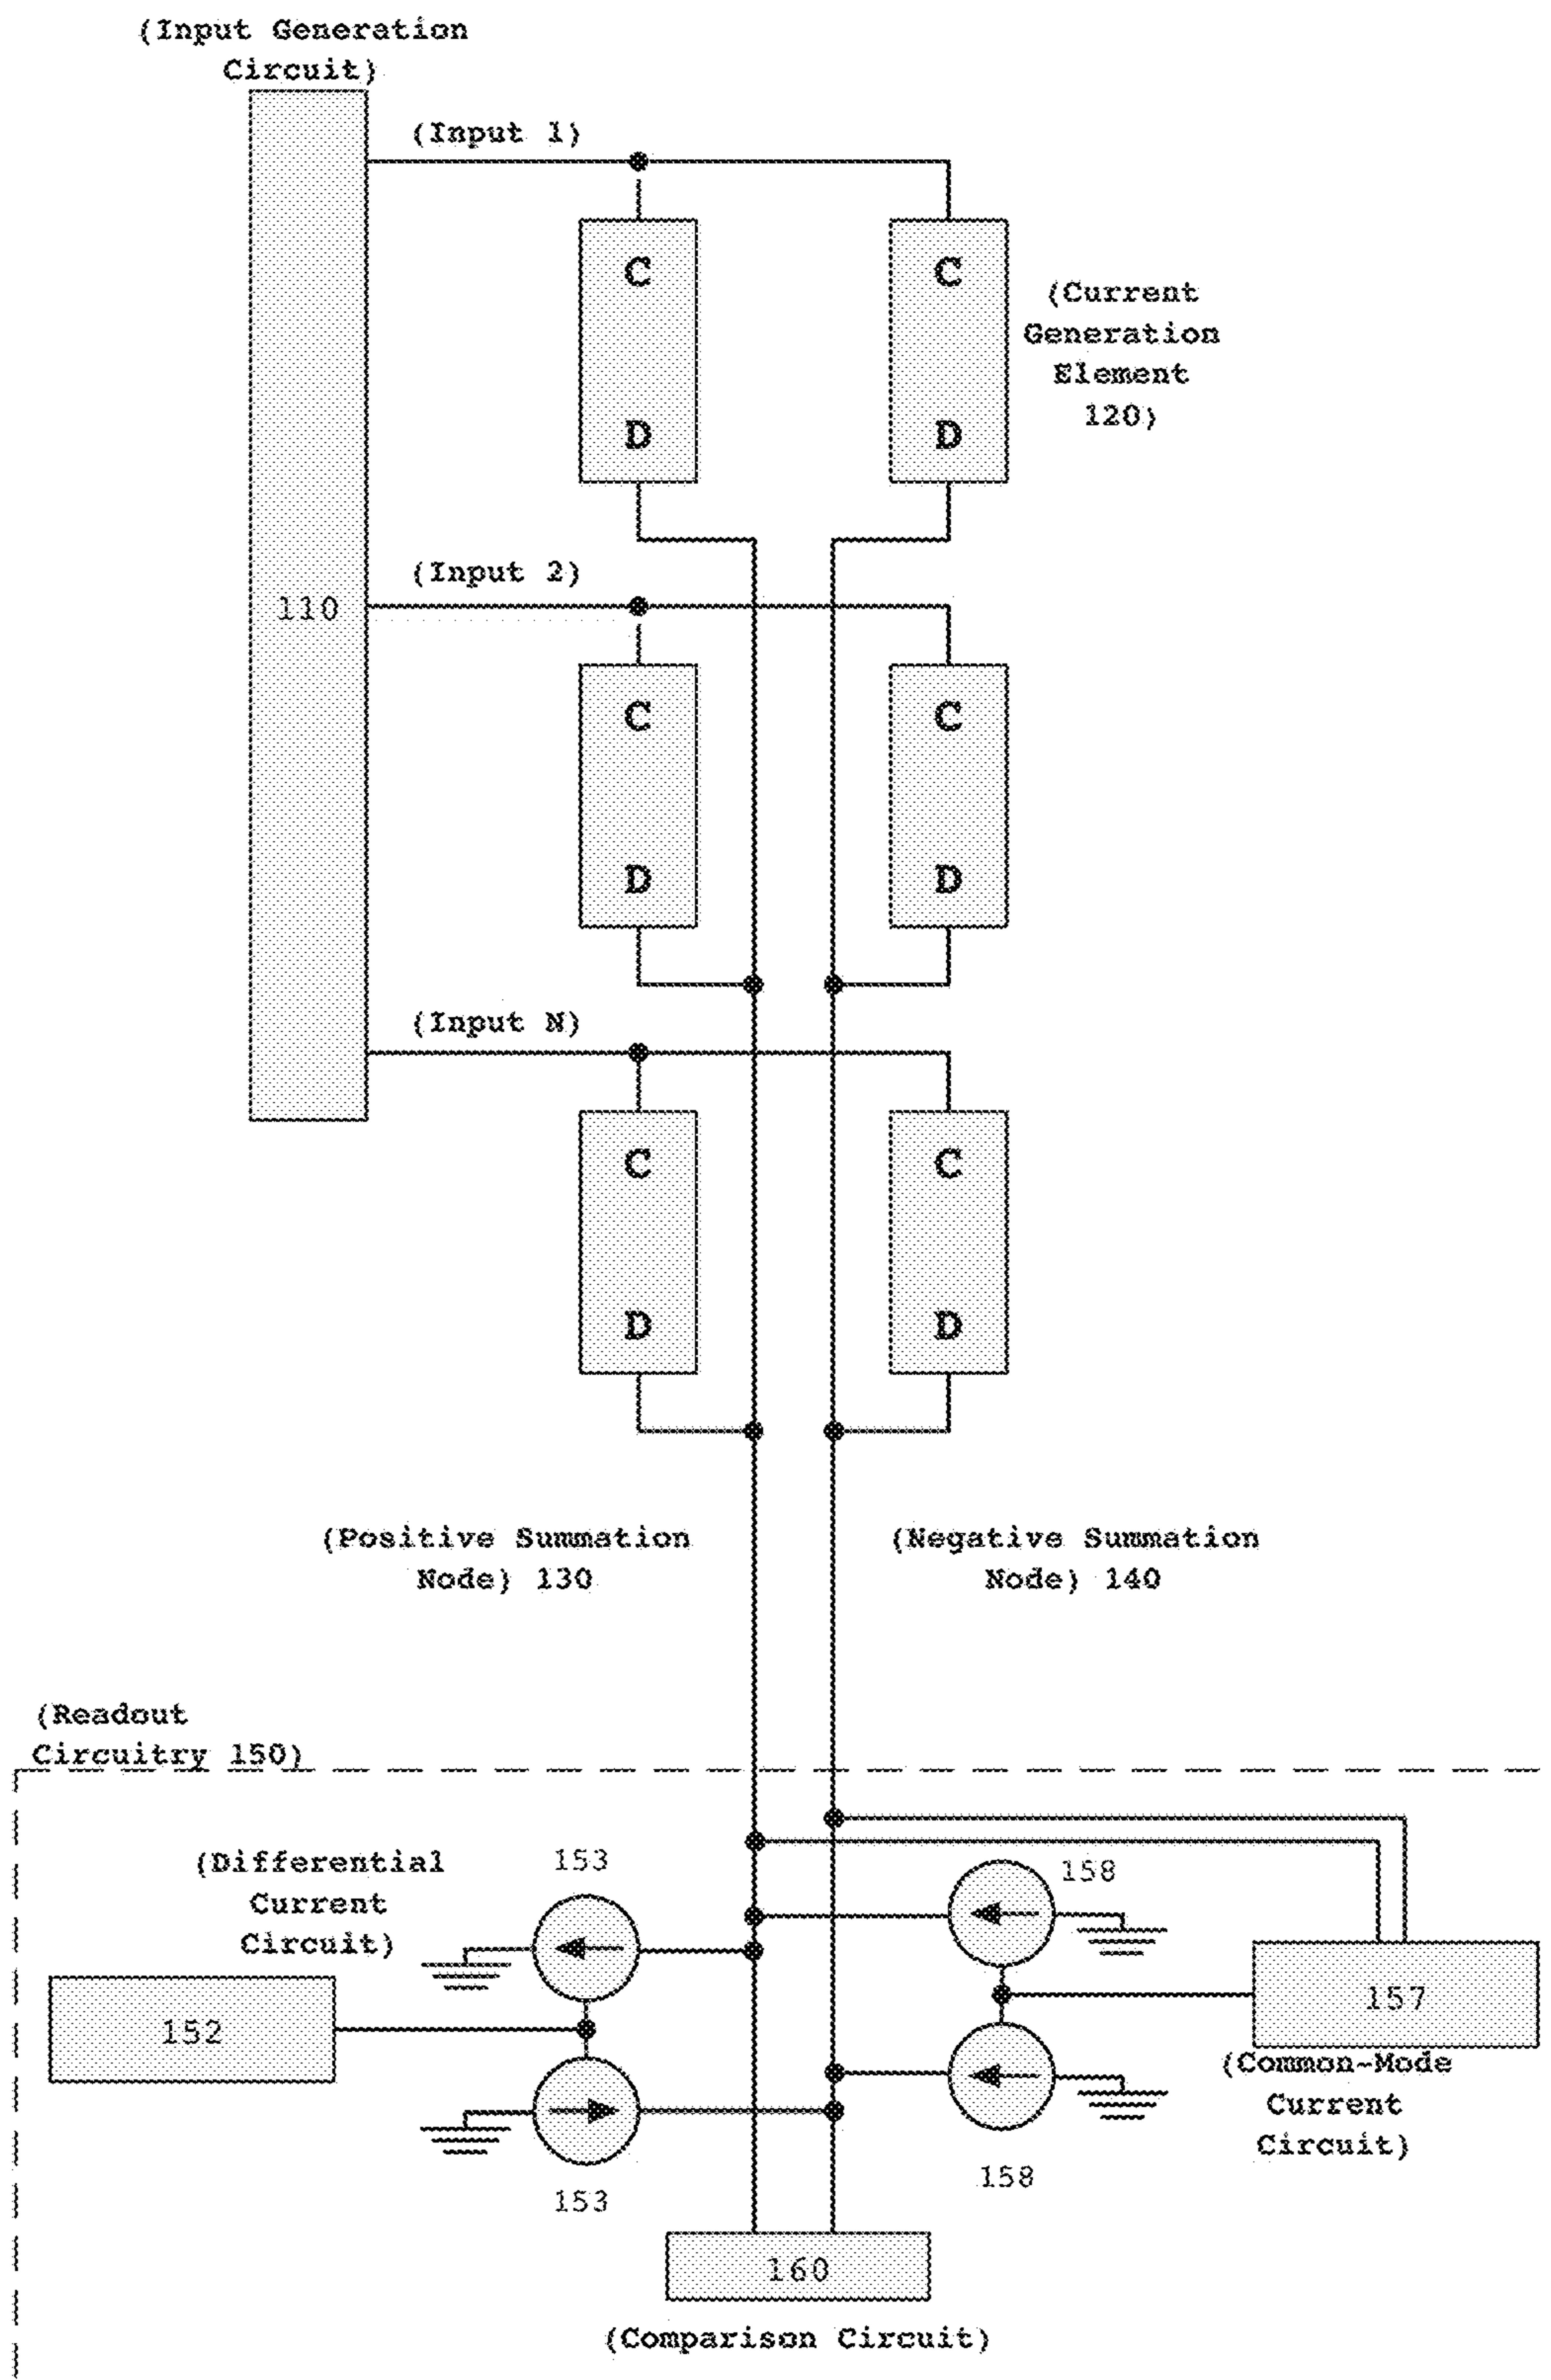 (Input Generation
Circuit)
(Input 1)
C
C
(Current
Generation
Element
120)
D
D
(Input 2)
110
C
C
D
D
(Input N)
C
C
D
D
(Positive Summation
Node) 130
(Negative Summation
Node) 140
(Readout
Circuitry 150)
(Differential
Current
Circuit)
153
158
152
157
(Common-Mode
Current
Circuit)
153
158
160
(Comparison Circuit)